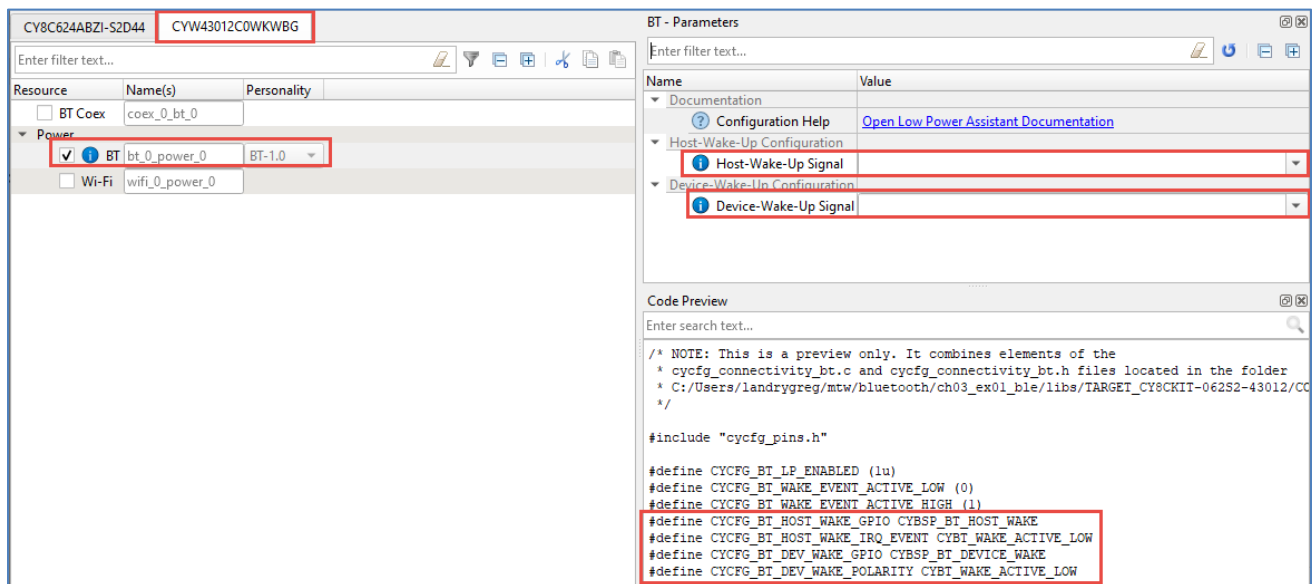 CY8C624ABZI-S2D44 CYW43012C0WKWBG
Enter filter text...
Resource Name(s) Personality
BT Coex coex_0_bt_0
Power
BT bt_0_power_0 BT-1.0
Wi-Fi wifi_0_power_0
BT - Parameters
Enter filter text...
Name Value
Documentation
Configuration Help Open Low Power Assistant Documentation
Host-Wake-Up Configuration
Host-Wake-Up Signal
Device-Wake-Up Configuration
Device-Wake-Up Signal
Code Preview
Enter search text...
/* NOTE: This is a preview only. It combines elements of the
* cycfg_connectivity_bt.c and cycfg_connectivity_bt.h files located in the folder
* C:/Users/landrygreg/mtw/bluetooth/ch03_ex01_ble/libs/TARGET_CY8CKIT-062S2-43012/CO
*/
#include "cycfg_pins.h"
#define CYCFG_BT_LP_ENABLED (1u)
#define CYCFG_BT_WAKE_EVENT_ACTIVE_LOW (0)
#define CYCFG_BT_WAKE_EVENT_ACTIVE_HIGH (1)
#define CYCFG_BT_HOST_WAKE_GPIO CYBSP_BT_HOST_WAKE
#define CYCFG_BT_HOST_WAKE_IRQ_EVENT CYBT_WAKE_ACTIVE_LOW
#define CYCFG_BT_DEV_WAKE_GPIO CYBSP_BT_DEVICE_WAKE
#define CYCFG_BT_DEV_WAKE_POLARITY CYBT_WAKE_ACTIVE_LOW